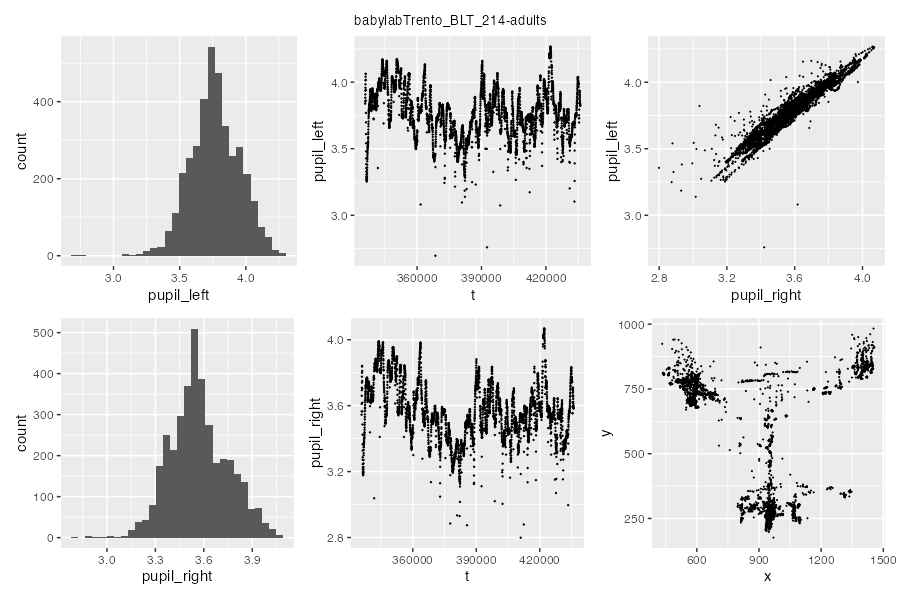 babylabTrento_BLT_214-adults
count
400
200
0
3.0 3.5 4.0
pupil_left
pupil_left
4.0
3.5
3.0
360000 390000 420000
t
pupil_left
4.0
3.5
3.0
2.8 3.2 3.6 4.0
pupil_right
count
500
400
300
200
100
0
3.0 3.3 3.6 3.9
pupil_right
pupil_right
4.0
3.6
3.2
2.8
360000 390000 420000
t
y
1000
750
500
250
600 900 1200 1500
x